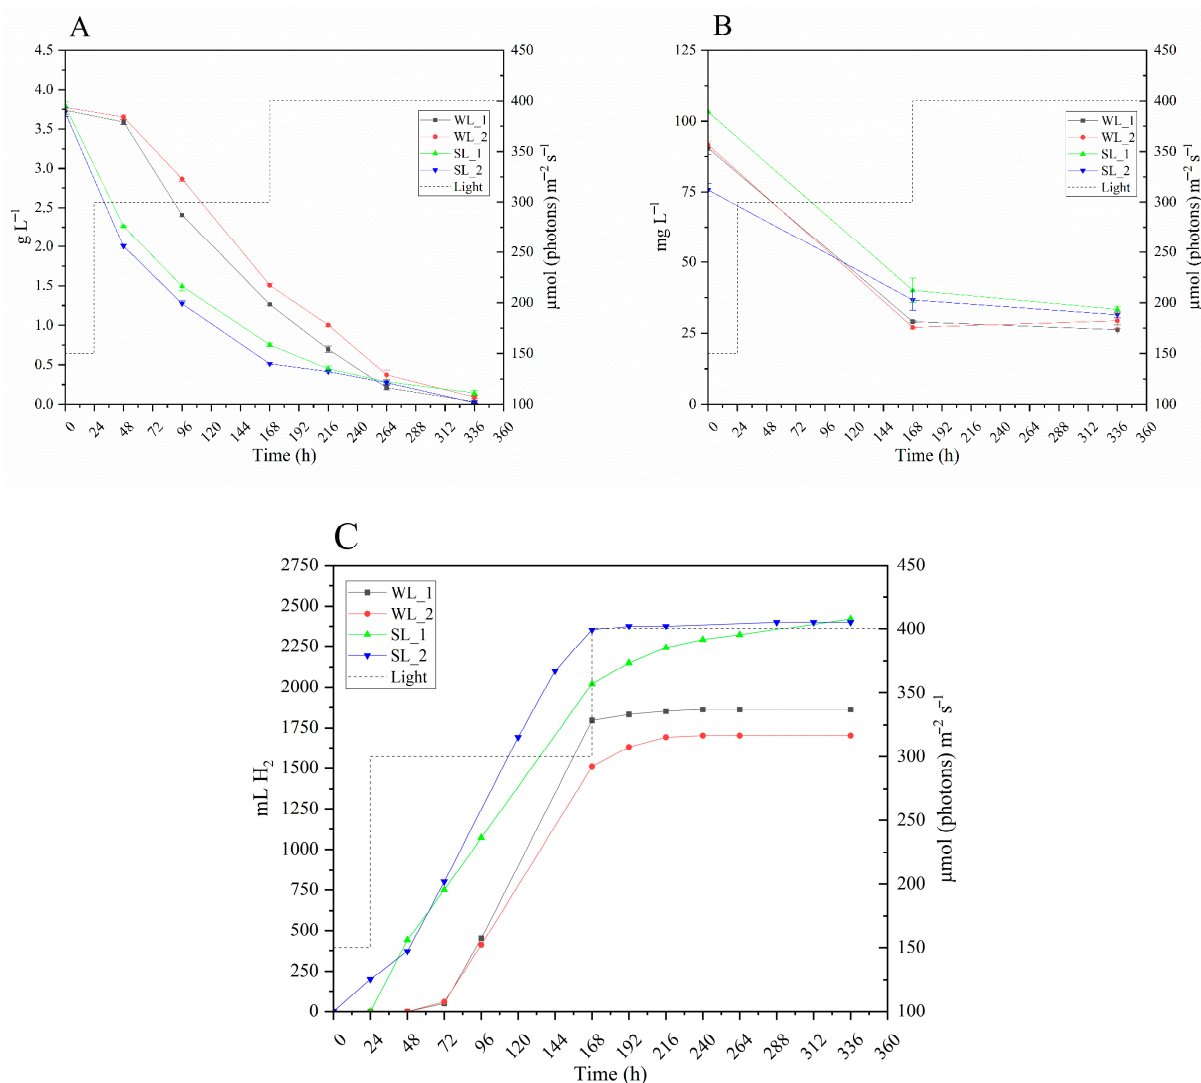 A
4.5
4.0
3.5
3.0
2.5
2.0
1.5
1.0
0.5
0.0
g L⁻¹
450
400
350
300
250
200
150
100
μmol (photons) m⁻² s⁻¹
WL_1
WL_2
SL_1
SL_2
Light
0 24 48 72 96 120 144 168 192 216 240 264 288 312 336 360
Time (h)
B
125
100
75
50
25
0
mg L⁻¹
450
400
350
300
250
200
150
100
μmol (photons) m⁻² s⁻¹
WL_1
WL_2
SL_1
SL_2
Light
0 24 48 72 96 120 144 168 192 216 240 264 288 312 336 360
Time (h)
C
2750
2500
2250
2000
1750
1500
1250
1000
750
500
250
0
mL H₂
450
400
350
300
250
200
150
100
μmol (photons) m⁻² s⁻¹
WL_1
WL_2
SL_1
SL_2
Light
0 24 48 72 96 120 144 168 192 216 240 264 288 312 336 360
Time (h)